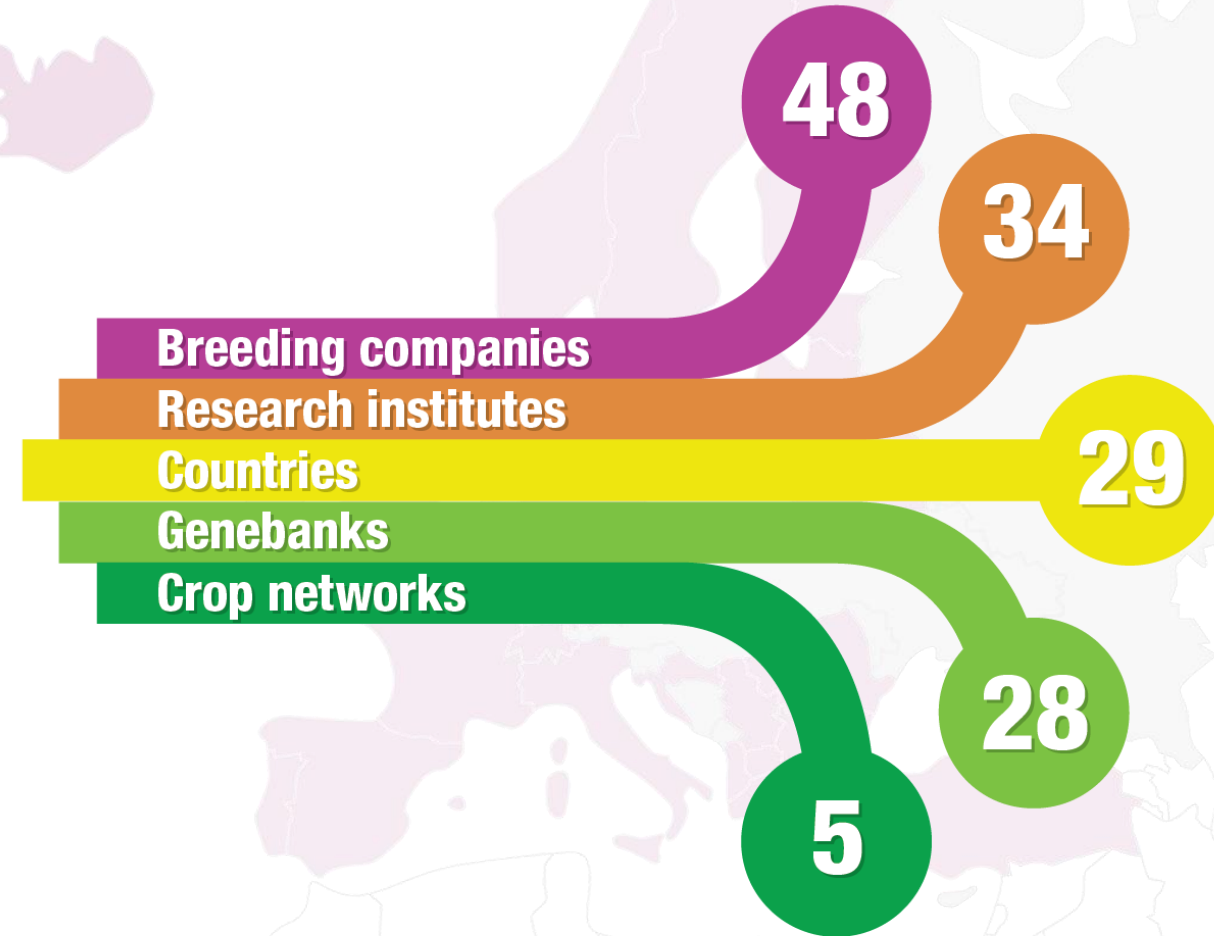 48
34
Breeding companies
Research institutes
Countries
29
Genebanks
Crop networks
28
5